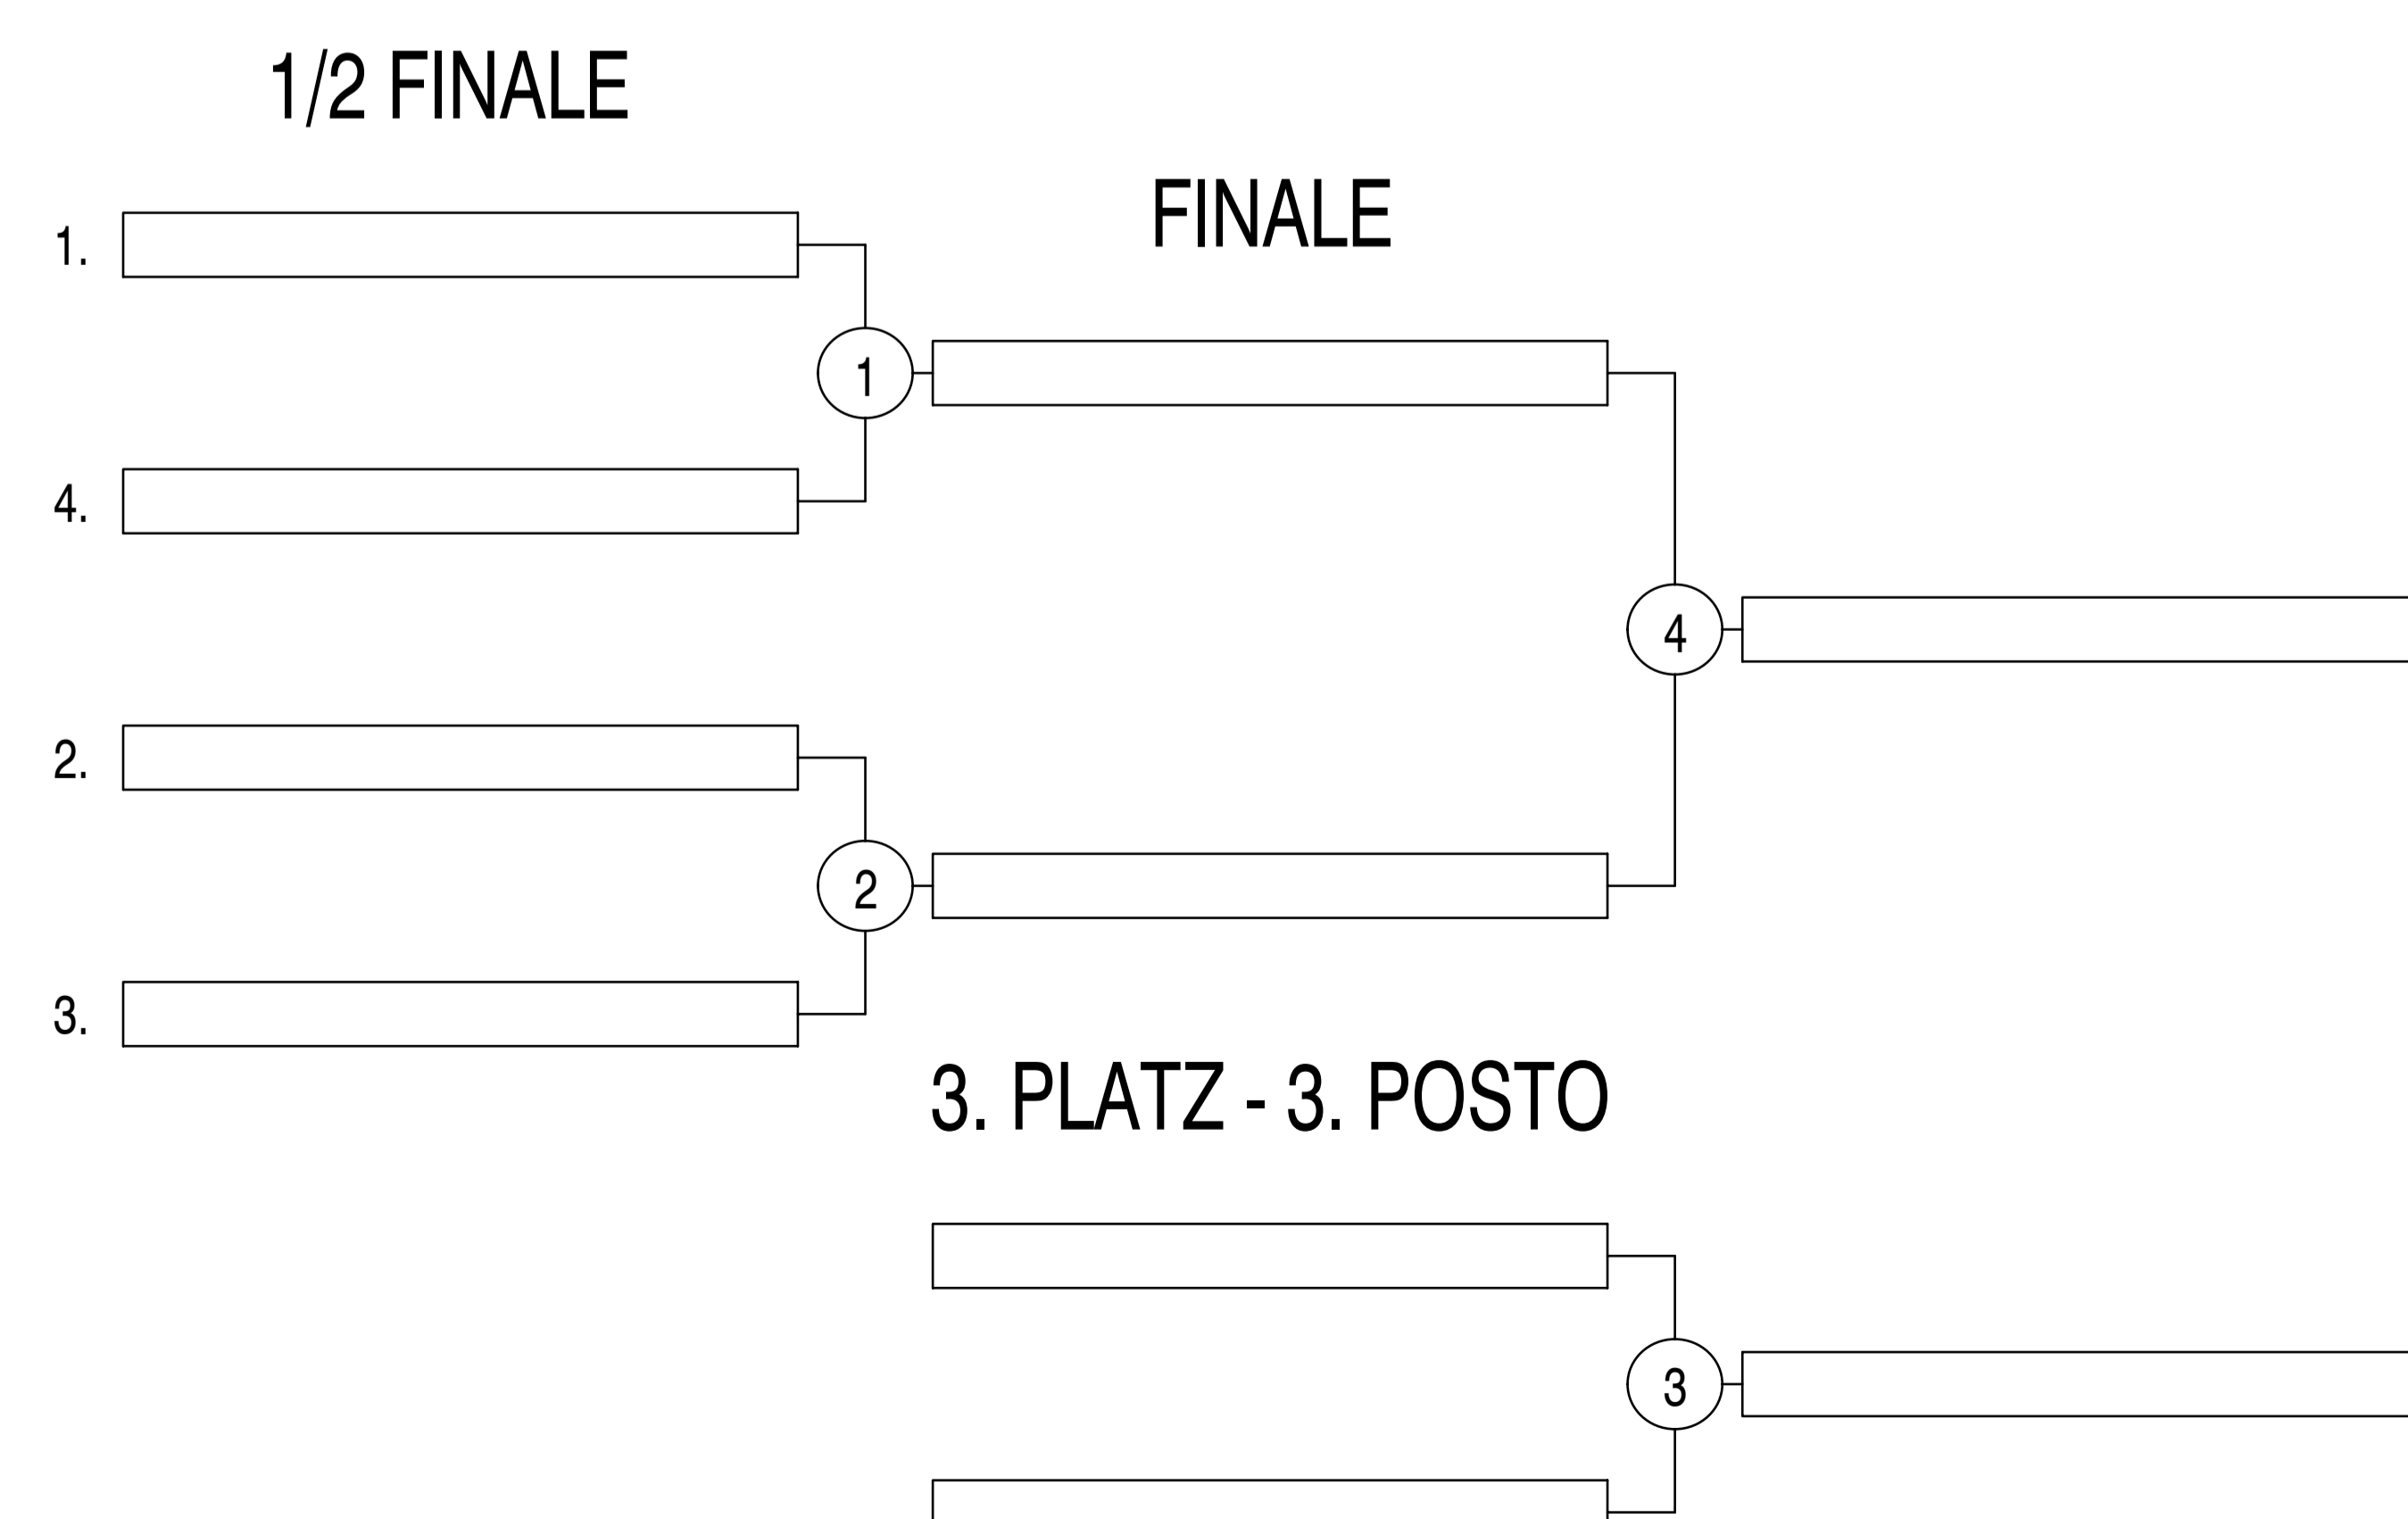 1/2 FINALE
FINALE
1.
1
4.
4
2.
2
3.
3. PLATZ - 3. POSTO
3